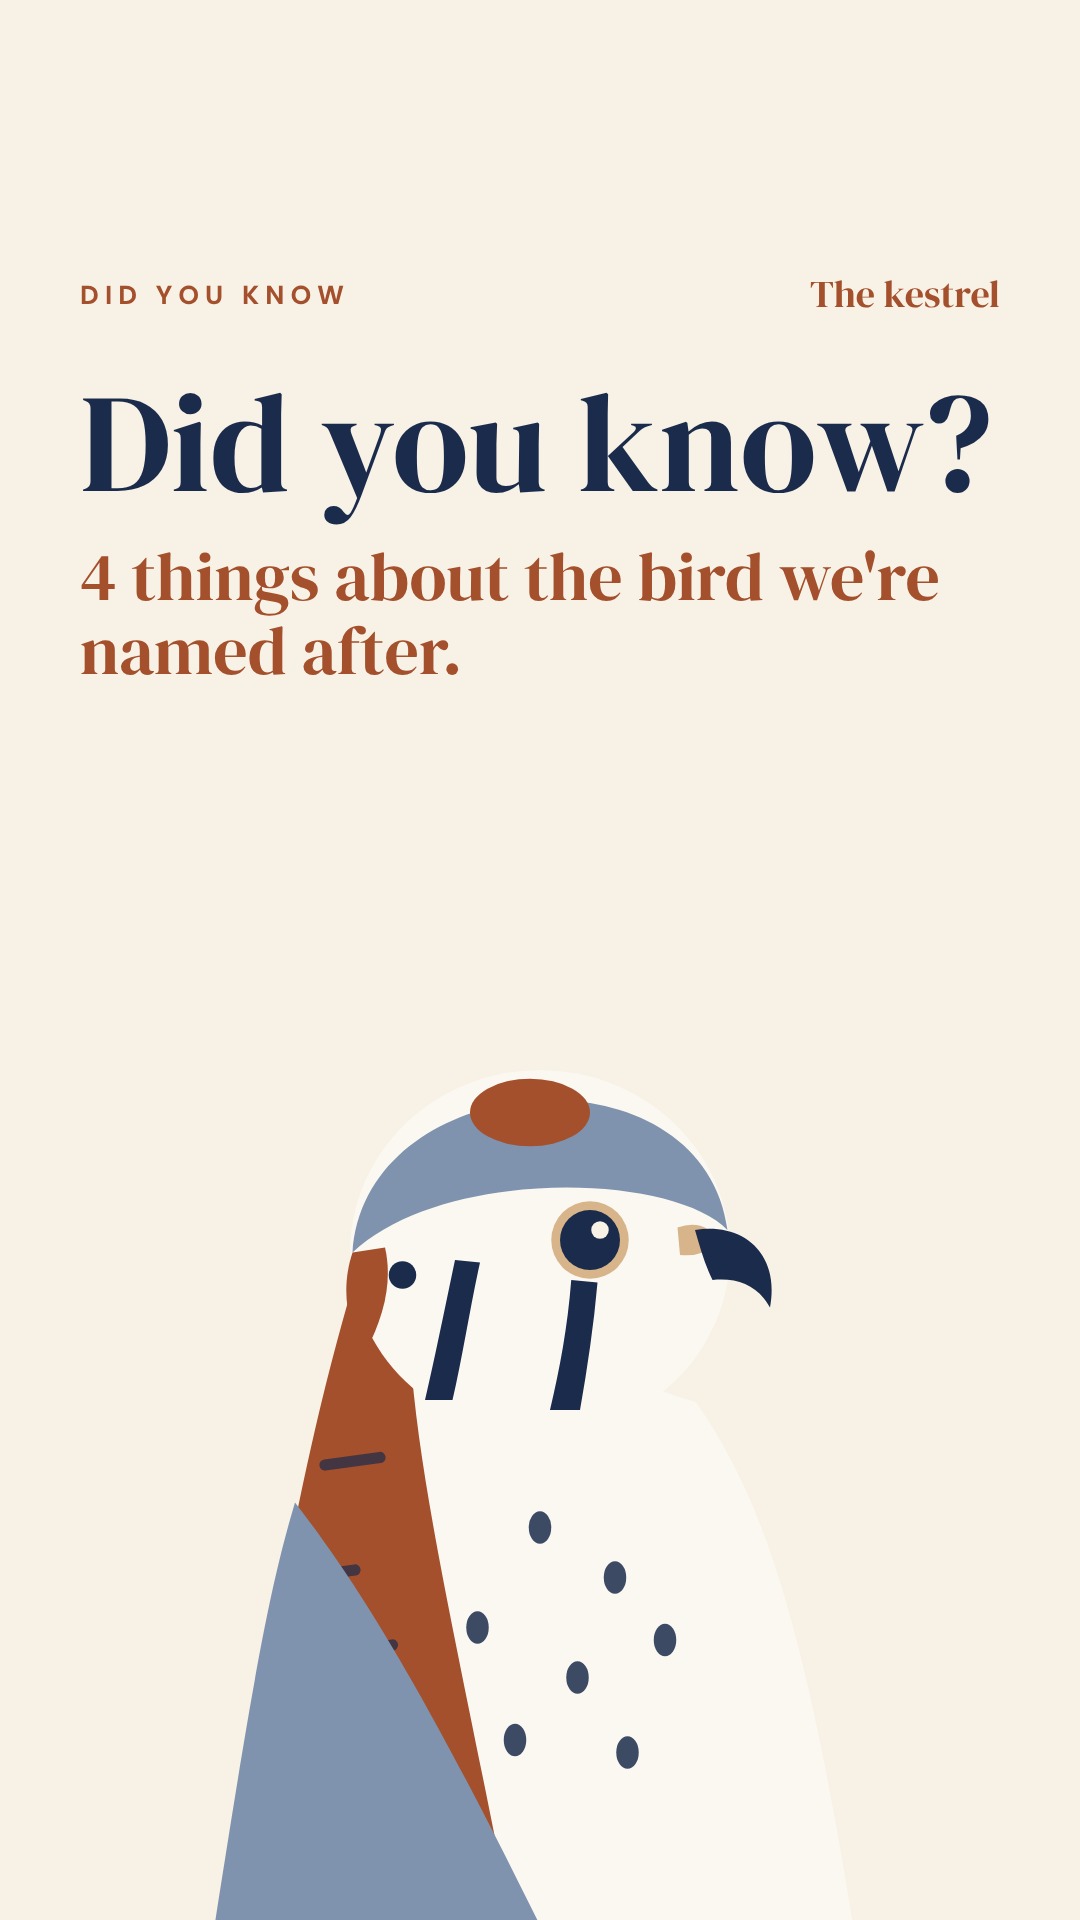 DID YOU KNOW
The kestrel
Did you know?
4 things about the bird we're
named after.